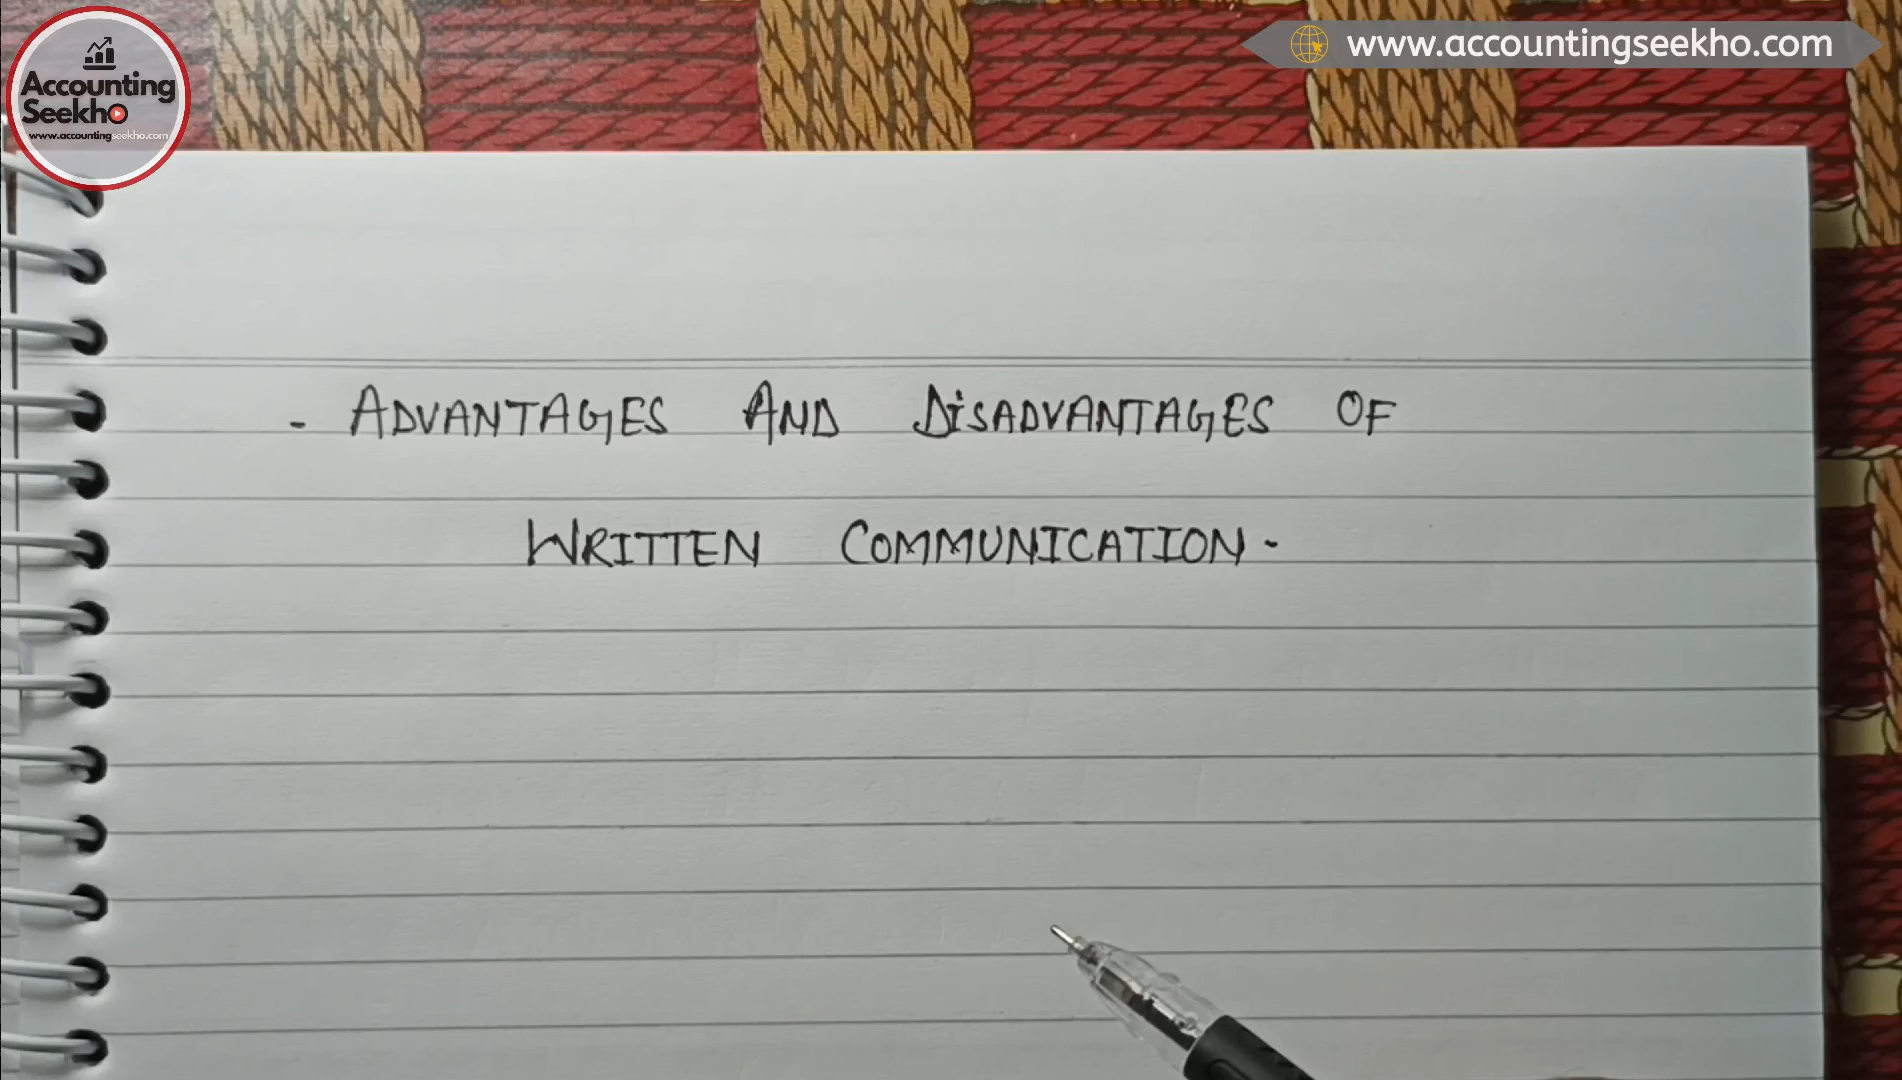 Accounting
Seekho
www.accountingseekho.com
www.accountingseekho.com
- ADVANTAGES AND DISADVANTAGES OF
WRITTEN COMMUNICATION -